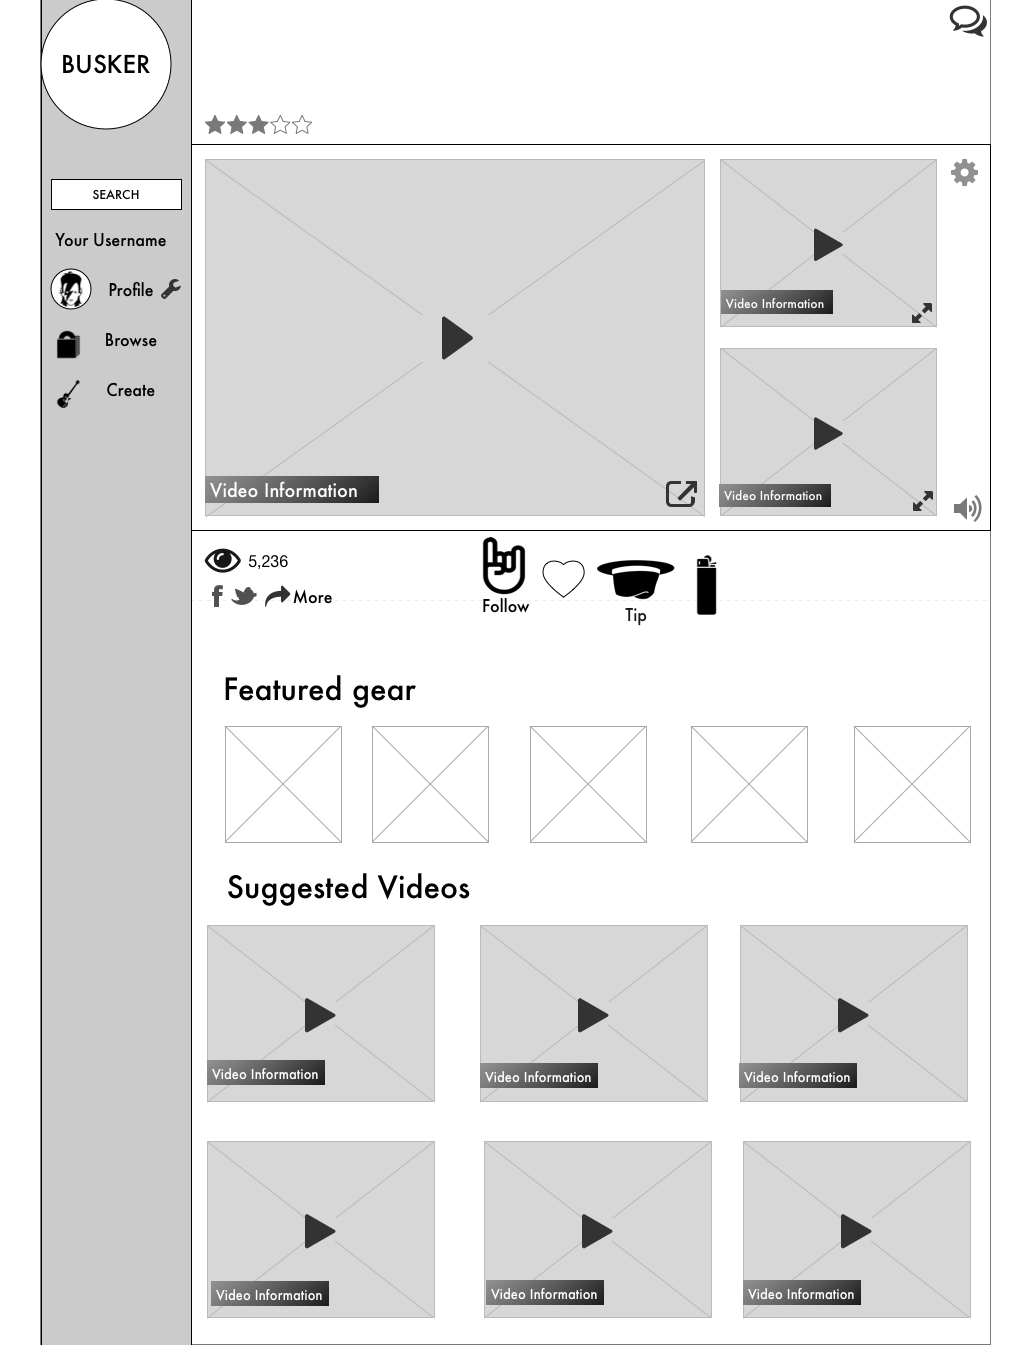 BUSKER
SEARCH
Your Username
Profile
Browse
Create
Video Information
Video Information
Video Information
5,236
More
Follow
Tip
Featured gear
Suggested Videos
Video Information
Video Information
Video Information
Video Information
Video Information
Video Information